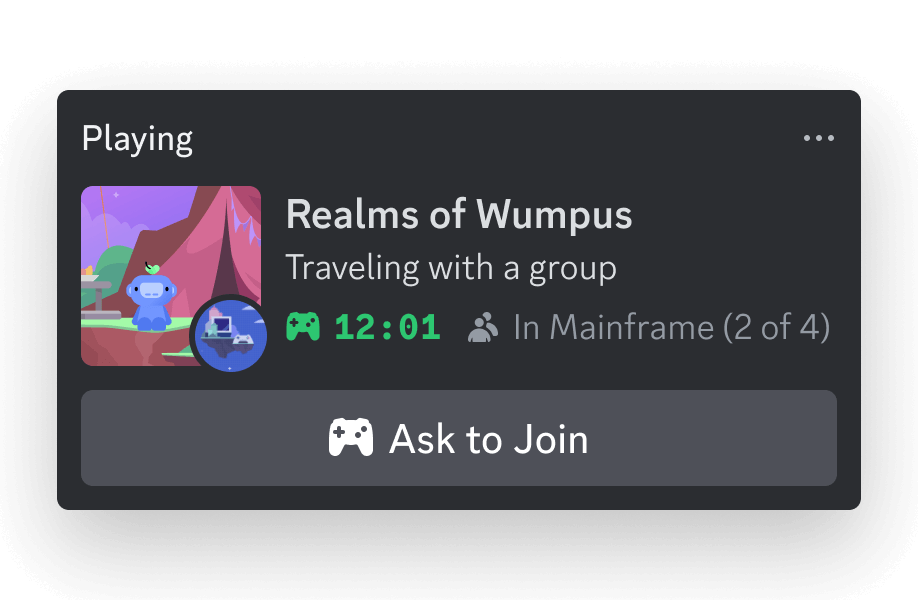 Playing
Realms of Wumpus
Traveling with a group
12:01 In Mainframe (2 of 4)
Ask to Join